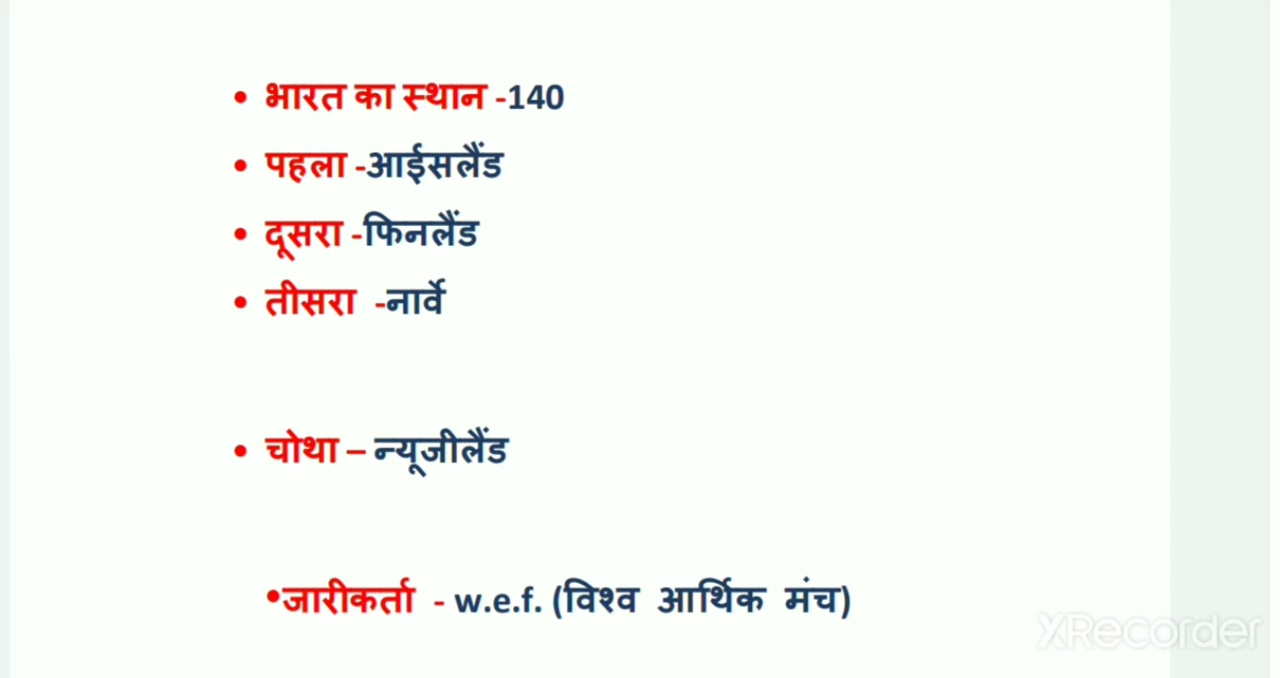 • भारत का स्थान -140
• पहला -आईसलैंड
• दूसरा -फिनलैंड
• तीसरा -नार्वे
• चोथा – न्यूजीलैंड
•जारीकर्ता - w.e.f. (विश्व आर्थिक मंच)
XRecorder